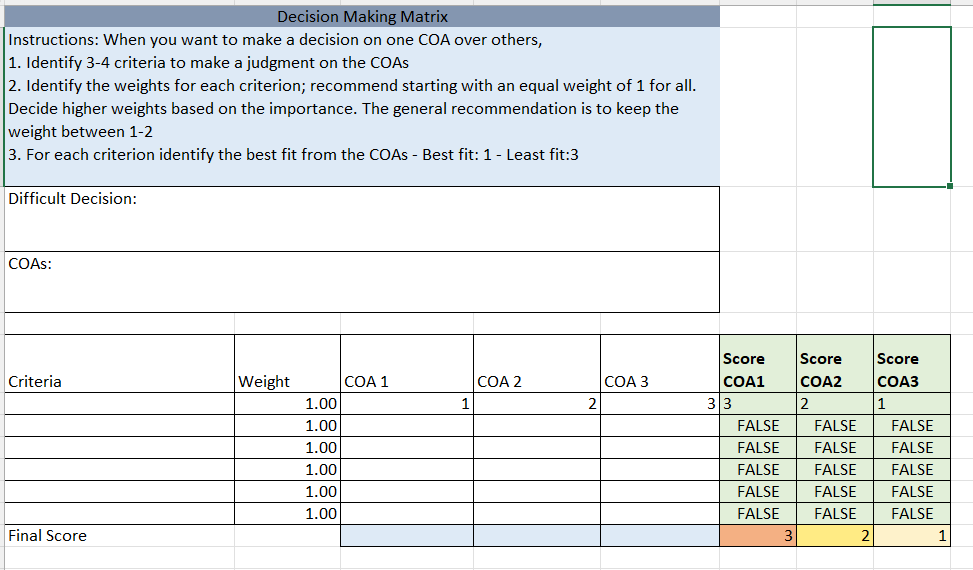 Decision Making Matrix
Instructions: When you want to make a decision on one COA over others,
1. Identify 3-4 criteria to make a judgment on the COAs
2. Identify the weights for each criterion; recommend starting with an equal weight of 1 for all.
Decide higher weights based on the importance. The general recommendation is to keep the
weight between 1-2
3. For each criterion identify the best fit from the COAs - Best fit: 1 - Least fit:3
Difficult Decision:
COAs:
Score Score Score
Criteria Weight COA 1 COA 2 COA 3 COA1 COA2 COA3
1.00 1 2 3 3 2 1
1.00 FALSE FALSE FALSE
1.00 FALSE FALSE FALSE
1.00 FALSE FALSE FALSE
1.00 FALSE FALSE FALSE
1.00 FALSE FALSE FALSE
Final Score 3 2 1